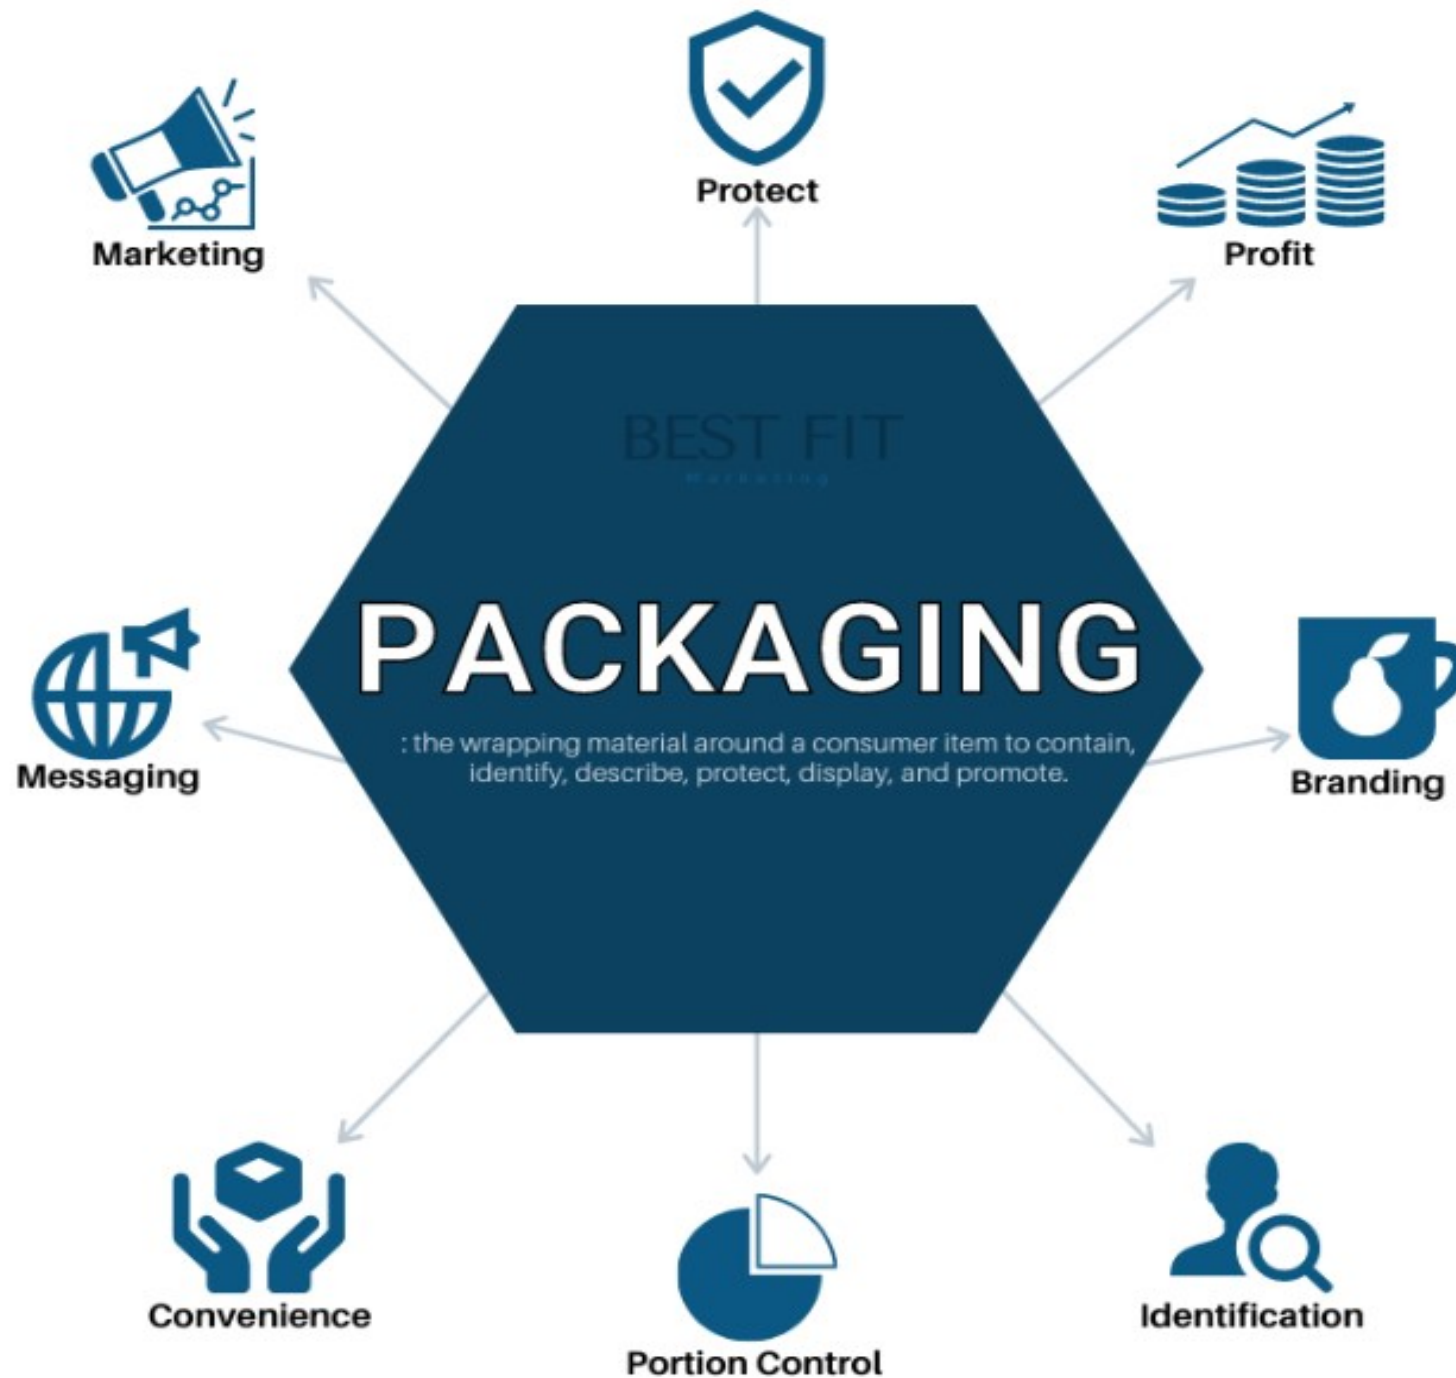 Protect
Marketing
Profit
BEST FIT
Marketing
PACKAGING
: the wrapping material around a consumer item to contain,
identify, describe, protect, display, and promote.
Messaging
Branding
Convenience
Identification
Portion Control